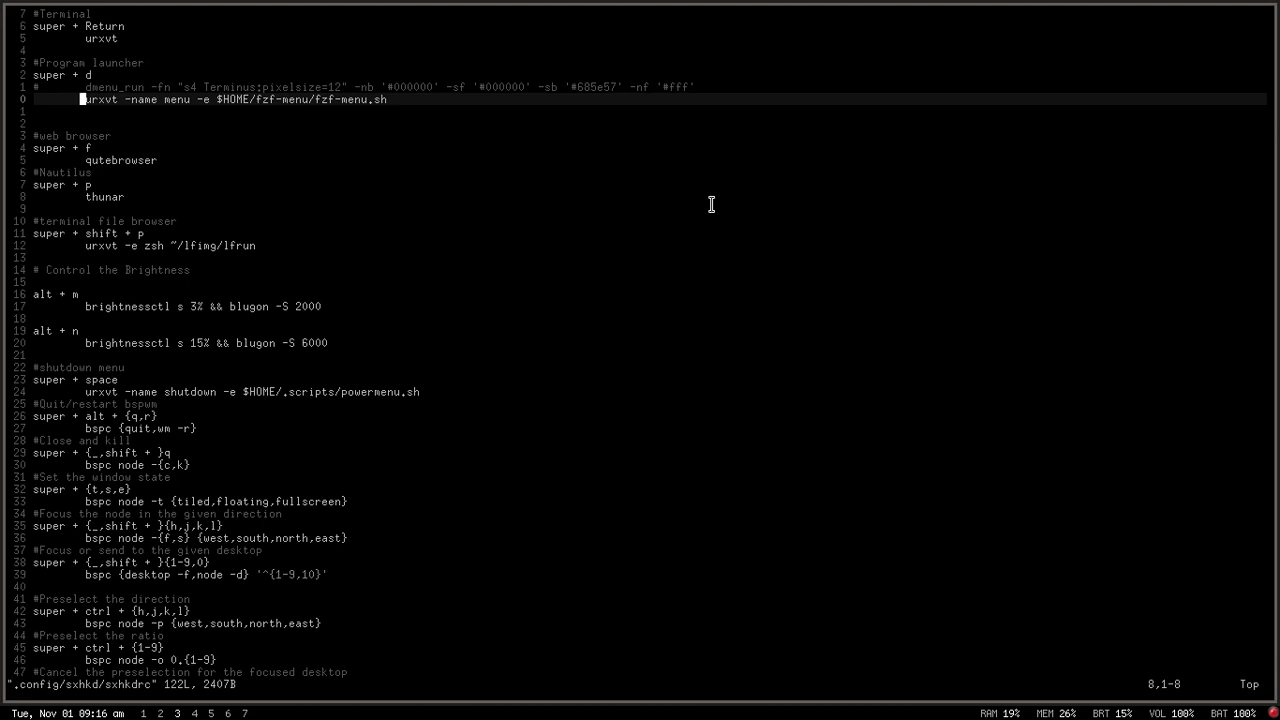 7 #Terminal
6 super + Return
5         urxvt
4
3 #Program launcher
2 super + d
1 #       dmenu_run -fn "s4 Terminus:pixelsize=12" -nb '#000000' -sf '#000000' -sb '#685e57' -nf '#fff'
0         urxvt -name menu -e $HOME/fzf-menu/fzf-menu.sh
1
2
3 #web browser
4 super + f
5         qutebrowser
6 #Nautilus
7 super + p
8         thunar
9
10 #terminal file browser
11 super + shift + p
12         urxvt -e zsh ~/lfimg/lfrun
13
14 # Control the Brightness
15
16 alt + m
17         brightnessctl s 3% && blugon -S 2000
18
19 alt + n
20         brightnessctl s 15% && blugon -S 6000
21
22 #shutdown menu
23 super + space
24         urxvt -name shutdown -e $HOME/.scripts/powermenu.sh
25 #Quit/restart bspwm
26 super + alt + {q,r}
27         bspc {quit,wm -r}
28 #Close and kill
29 super + {_,shift + }q
30         bspc node -{c,k}
31 #Set the window state
32 super + {t,s,e}
33         bspc node -t {tiled,floating,fullscreen}
34 #Focus the node in the given direction
35 super + {_,shift + }{h,j,k,l}
36         bspc node -{f,s} {west,south,north,east}
37 #Focus or send to the given desktop
38 super + {_,shift + }{1-9,0}
39         bspc {desktop -f,node -d} '^{1-9,10}'
40
41 #Preselect the direction
42 super + ctrl + {h,j,k,l}
43         bspc node -p {west,south,north,east}
44 #Preselect the ratio
45 super + ctrl + {1-9}
46         bspc node -o 0.{1-9}
47 #Cancel the preselection for the focused desktop
".config/sxhkd/sxhkdrc" 122L, 2407B 8,1-8 Top
Tue, Nov 01 09:16 am 1 2 3 4 5 6 7 RAM 19% MEM 26% BRT 15% VOL 100% BAT 100%